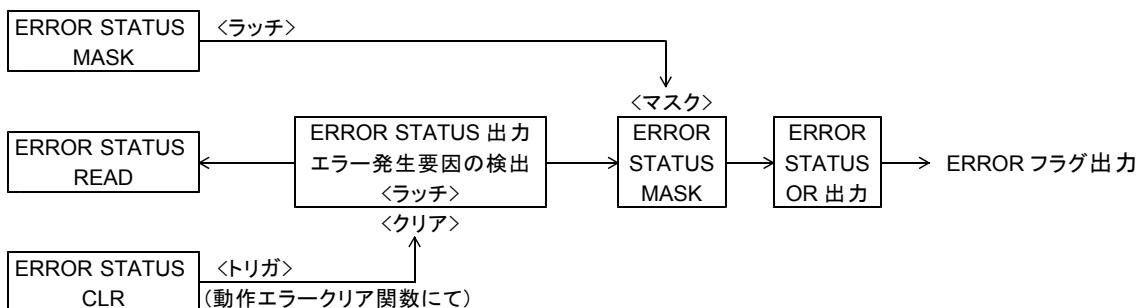 ERROR STATUS
MASK
<ラッチ>
<マスク>
ERROR STATUS
READ
ERROR STATUS 出力
エラー発生要因の検出
<ラッチ>
<クリア>
ERROR
STATUS
MASK
ERROR
STATUS
OR 出力
ERROR フラグ出力
ERROR STATUS
CLR
<トリガ>
(動作エラークリア関数にて)